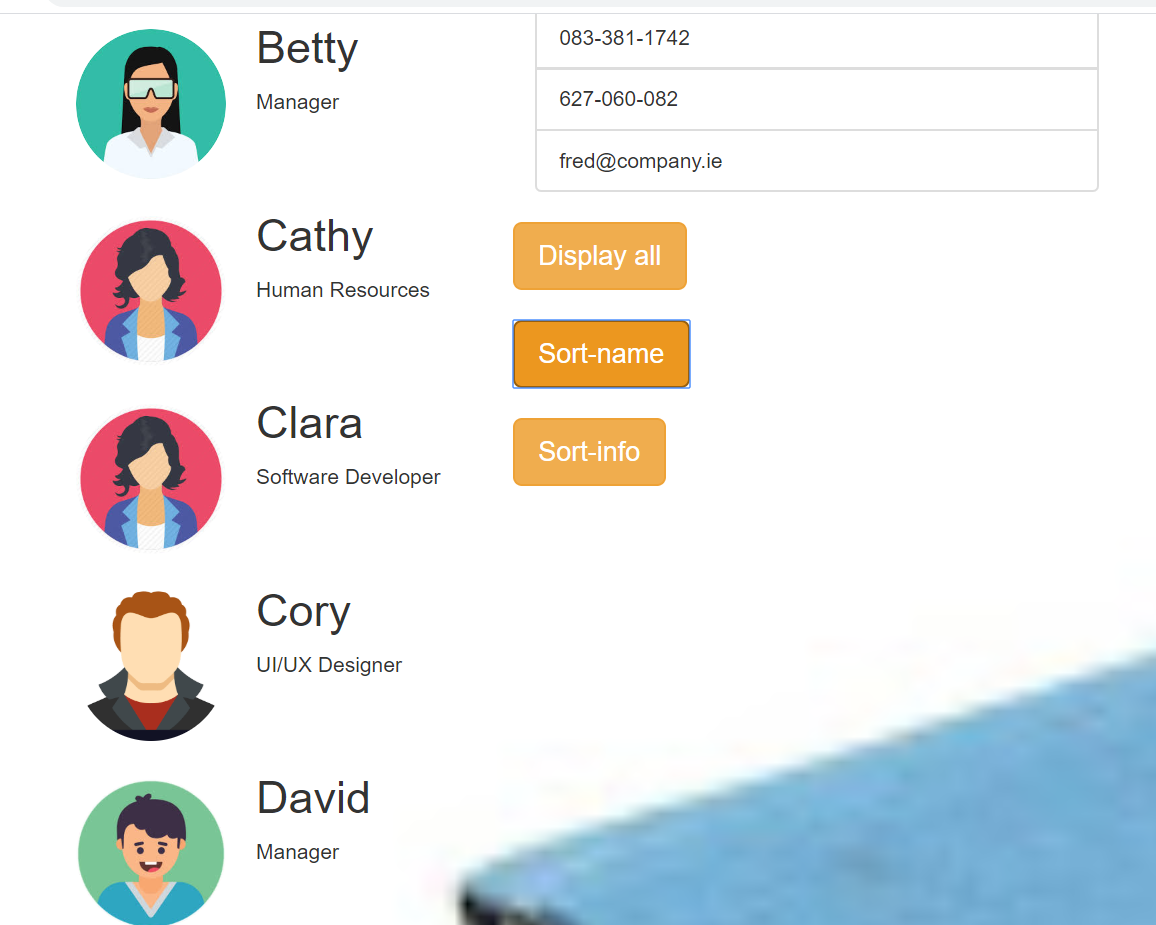 Betty
Manager
Cathy
Human Resources
Clara
Software Developer
Cory
UI/UX Designer
David
Manager
083-381-1742
627-060-082
fred@company.ie
Display all
Sort-name
Sort-info